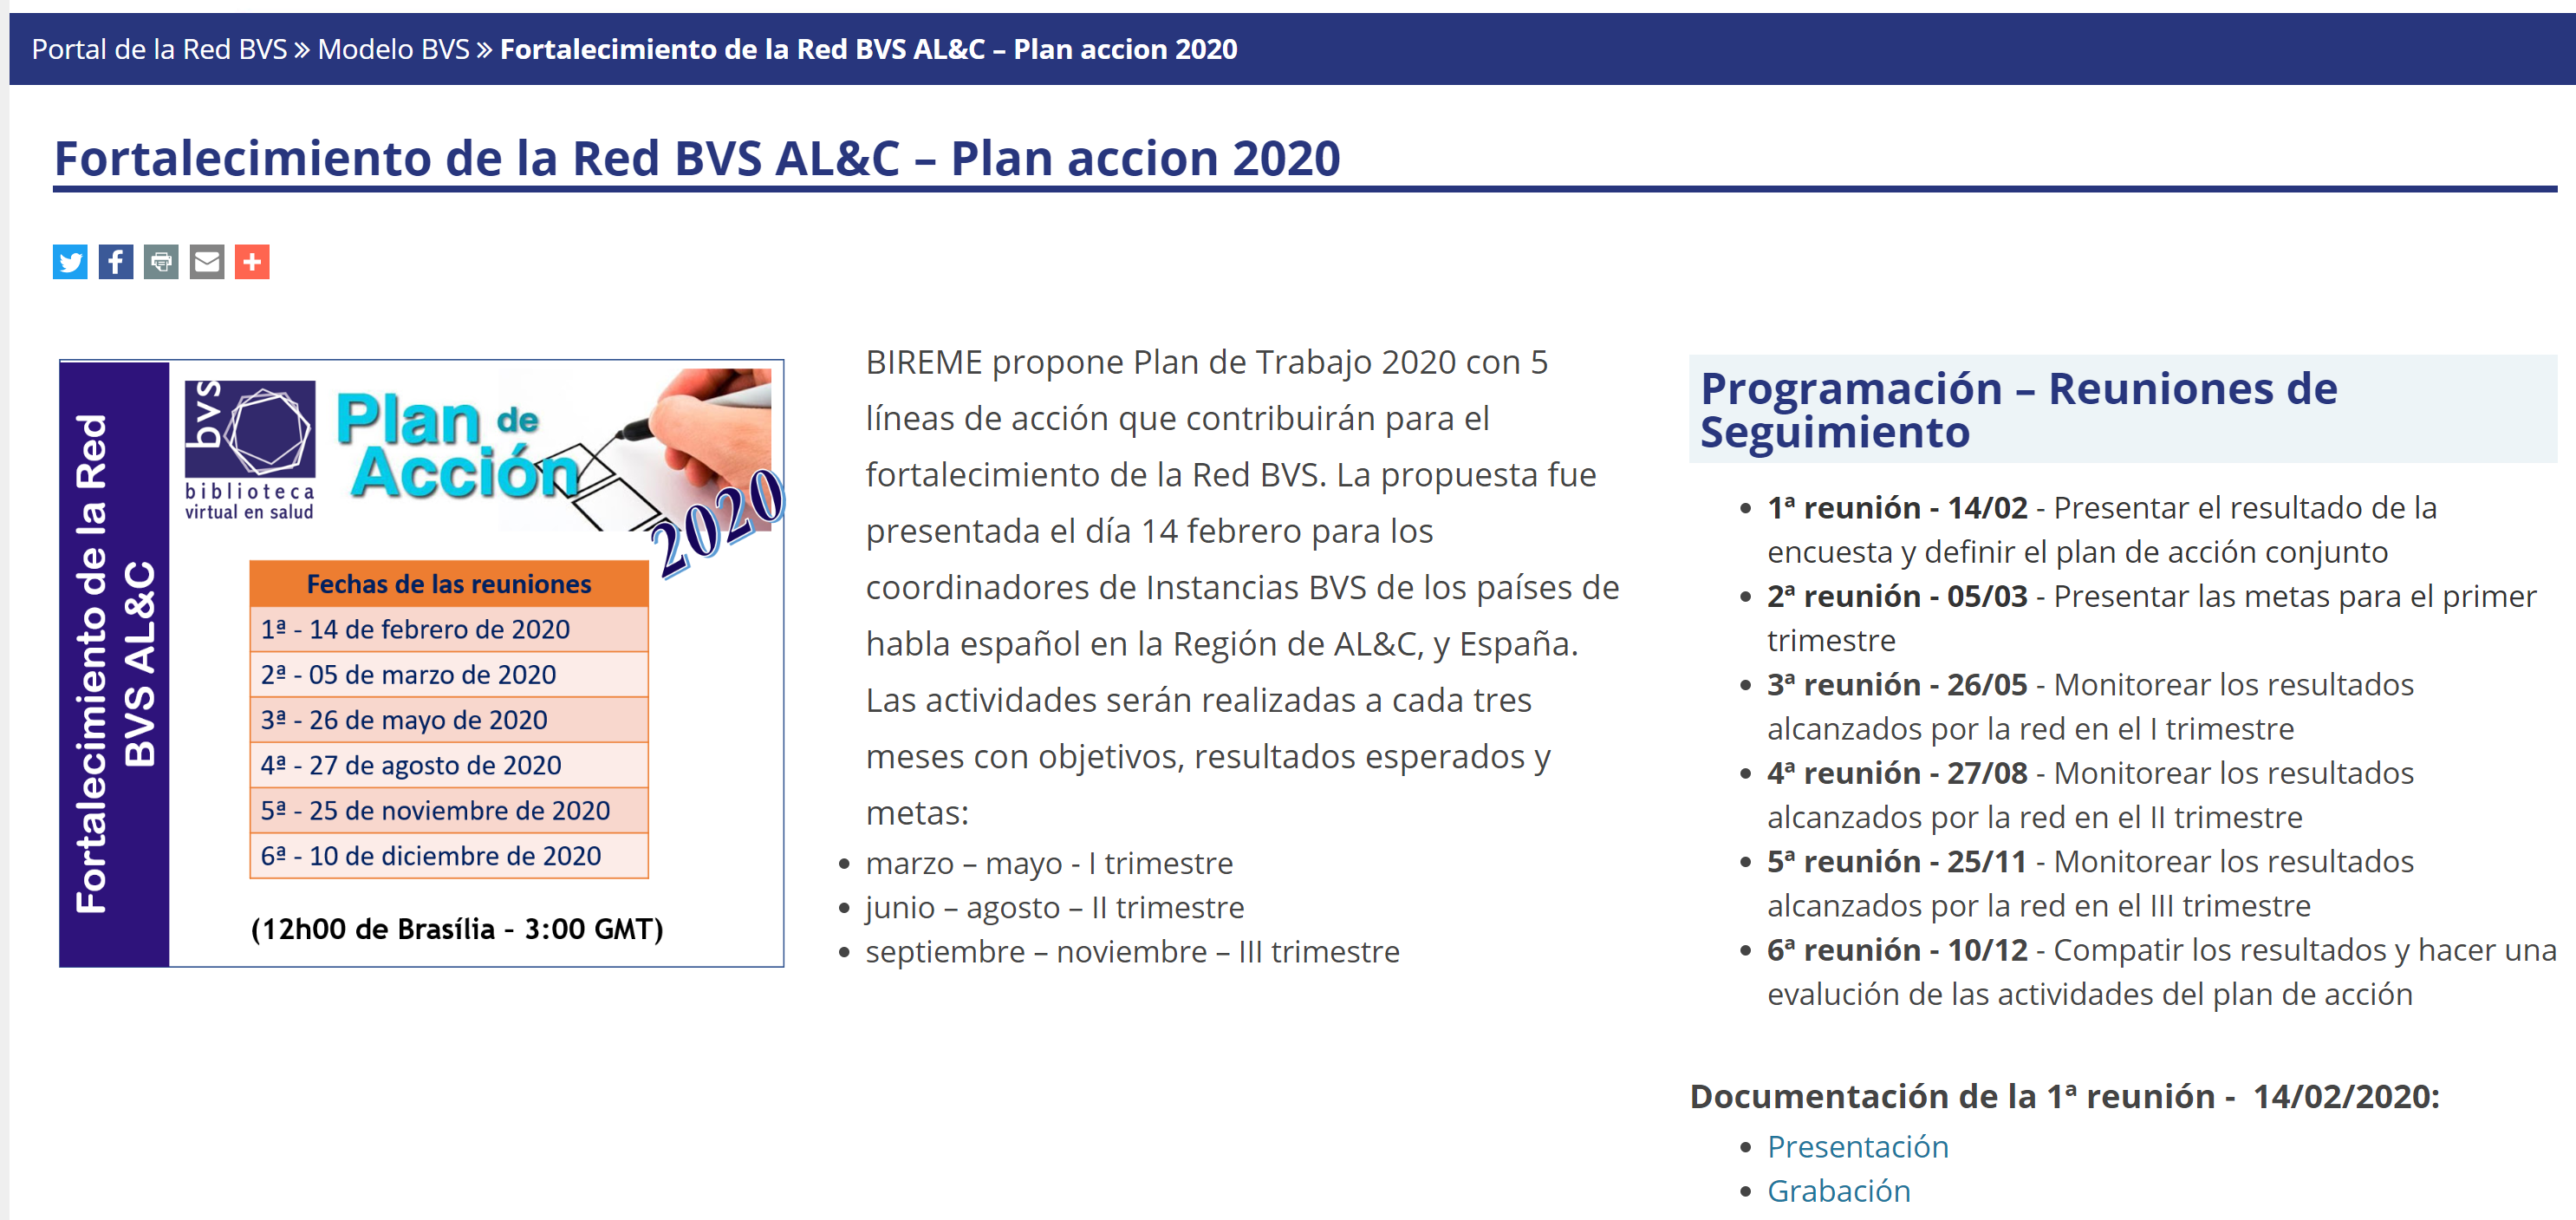 Portal de la Red BVS » Modelo BVS » Fortalecimiento de la Red BVS AL&C – Plan accion 2020
Fortalecimiento de la Red BVS AL&C – Plan accion 2020
Fortalecimiento de la Red
BVS AL&C
bvs
biblioteca
virtual en salud
Plan de
Acción
2020
Fechas de las reuniones
1ª - 14 de febrero de 2020
2ª - 05 de marzo de 2020
3ª - 26 de mayo de 2020
4ª - 27 de agosto de 2020
5ª - 25 de noviembre de 2020
6ª - 10 de diciembre de 2020
(12h00 de Brasília - 3:00 GMT)
BIREME propone Plan de Trabajo 2020 con 5
líneas de acción que contribuirán para el
fortalecimiento de la Red BVS. La propuesta fue
presentada el día 14 febrero para los
coordinadores de Instancias BVS de los países de
habla español en la Región de AL&C, y España.
Las actividades serán realizadas a cada tres
meses con objetivos, resultados esperados y
metas:
• marzo – mayo - I trimestre
• junio – agosto – II trimestre
• septiembre – noviembre – III trimestre
Programación – Reuniones de
Seguimiento
• 1ª reunión - 14/02 - Presentar el resultado de la
encuesta y definir el plan de acción conjunto
• 2ª reunión - 05/03 - Presentar las metas para el primer
trimestre
• 3ª reunión - 26/05 - Monitorear los resultados
alcanzados por la red en el I trimestre
• 4ª reunión - 27/08 - Monitorear los resultados
alcanzados por la red en el II trimestre
• 5ª reunión - 25/11 - Monitorear los resultados
alcanzados por la red en el III trimestre
• 6ª reunión - 10/12 - Compatir los resultados y hacer una
evalución de las actividades del plan de acción
Documentación de la 1ª reunión - 14/02/2020:
• Presentación
• Grabación